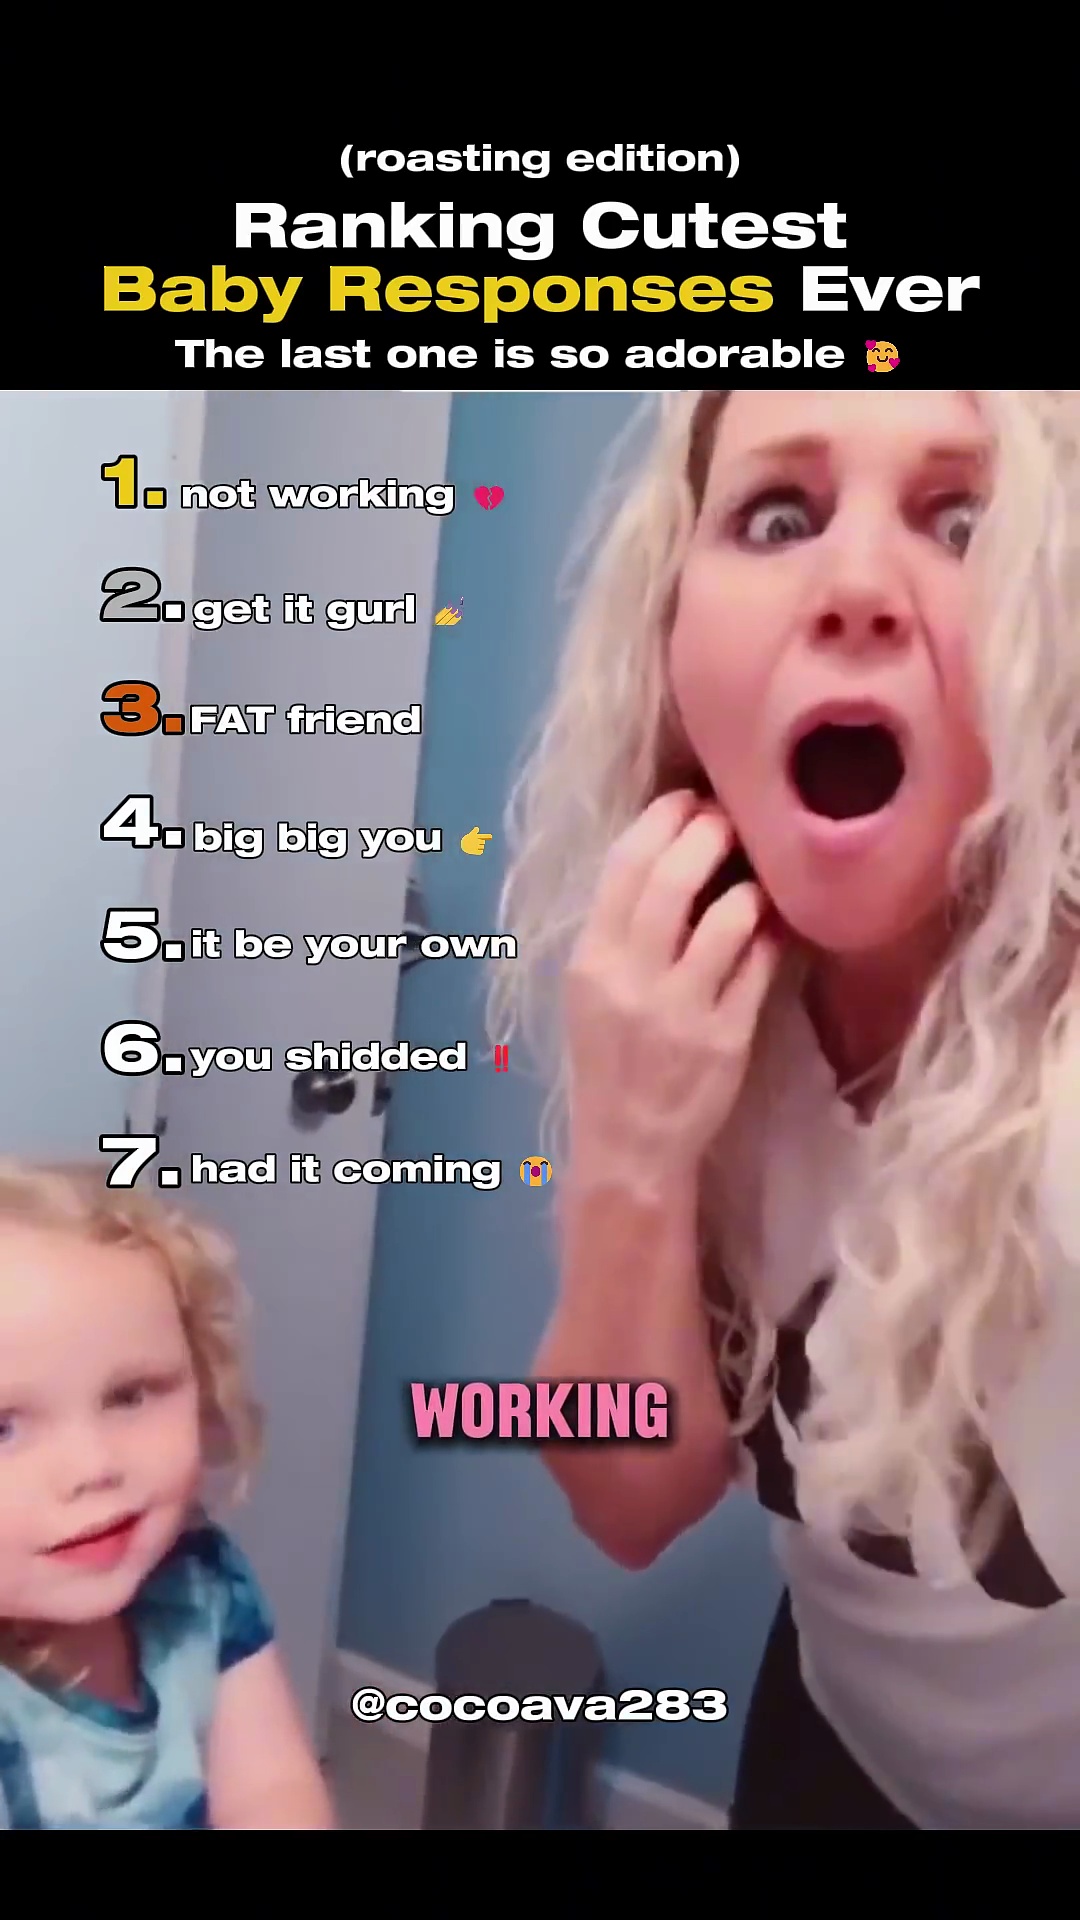 (roasting edition)
Ranking Cutest
Baby Responses Ever
The last one is so adorable 🥰
1. not working 💔
2. get it gurl 💅
3. FAT friend
4. big big you 👉
5. it be your own
6. you shidded ‼️
7. had it coming 😭
WORKING
@cocoava283